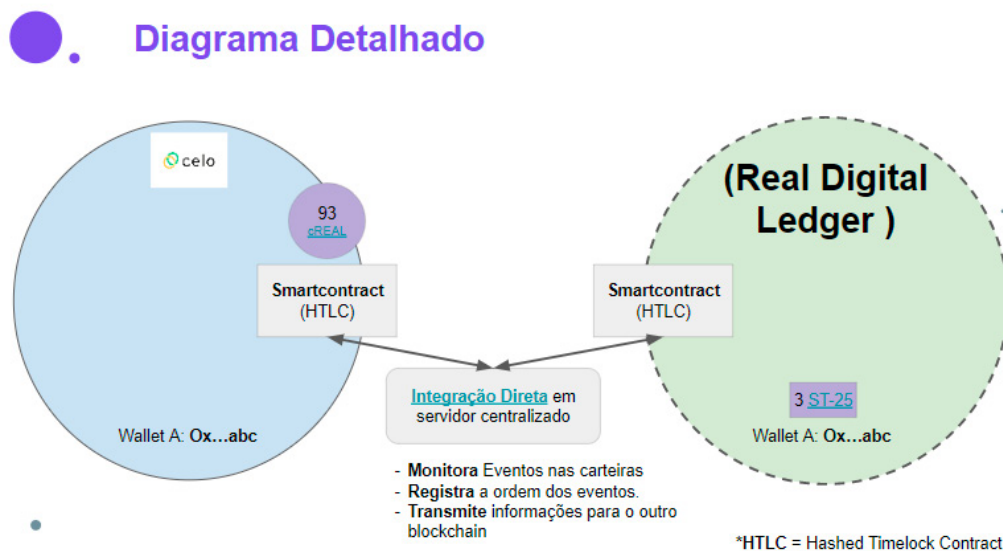 Diagrama Detalhado
celo
93
cREAL
Smartcontract
(HTLC)
Wallet A: Ox...abc
(Real Digital
Ledger )
Smartcontract
(HTLC)
3 ST-25
Wallet A: Ox...abc
Integração Direta em
servidor centralizado
- Monitora Eventos nas carteiras
- Registra a ordem dos eventos.
- Transmite informações para o outro
blockchain
*HTLC = Hashed Timelock Contract